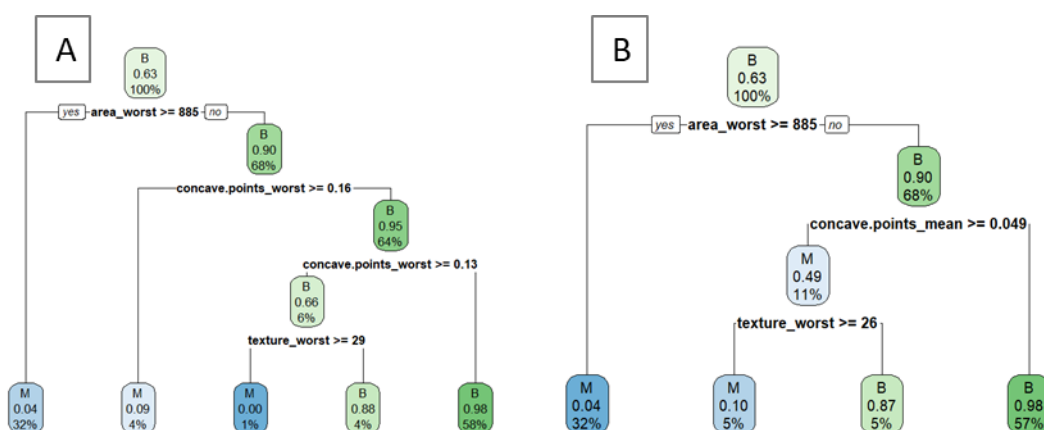 A
B
0.63
100%
yes area_worst >= 885 no
B
0.90
68%
concave.points_worst >= 0.16
B
0.95
64%
concave.points_worst >= 0.13
B
0.66
6%
texture_worst >= 29
M
0.04
32%
M
0.09
4%
M
0.00
1%
B
0.88
4%
B
0.98
58%
B
B
0.63
100%
yes area_worst >= 885 no
B
0.90
68%
concave.points_mean >= 0.049
M
0.49
11%
texture_worst >= 26
M
0.04
32%
M
0.10
5%
B
0.87
5%
B
0.98
57%